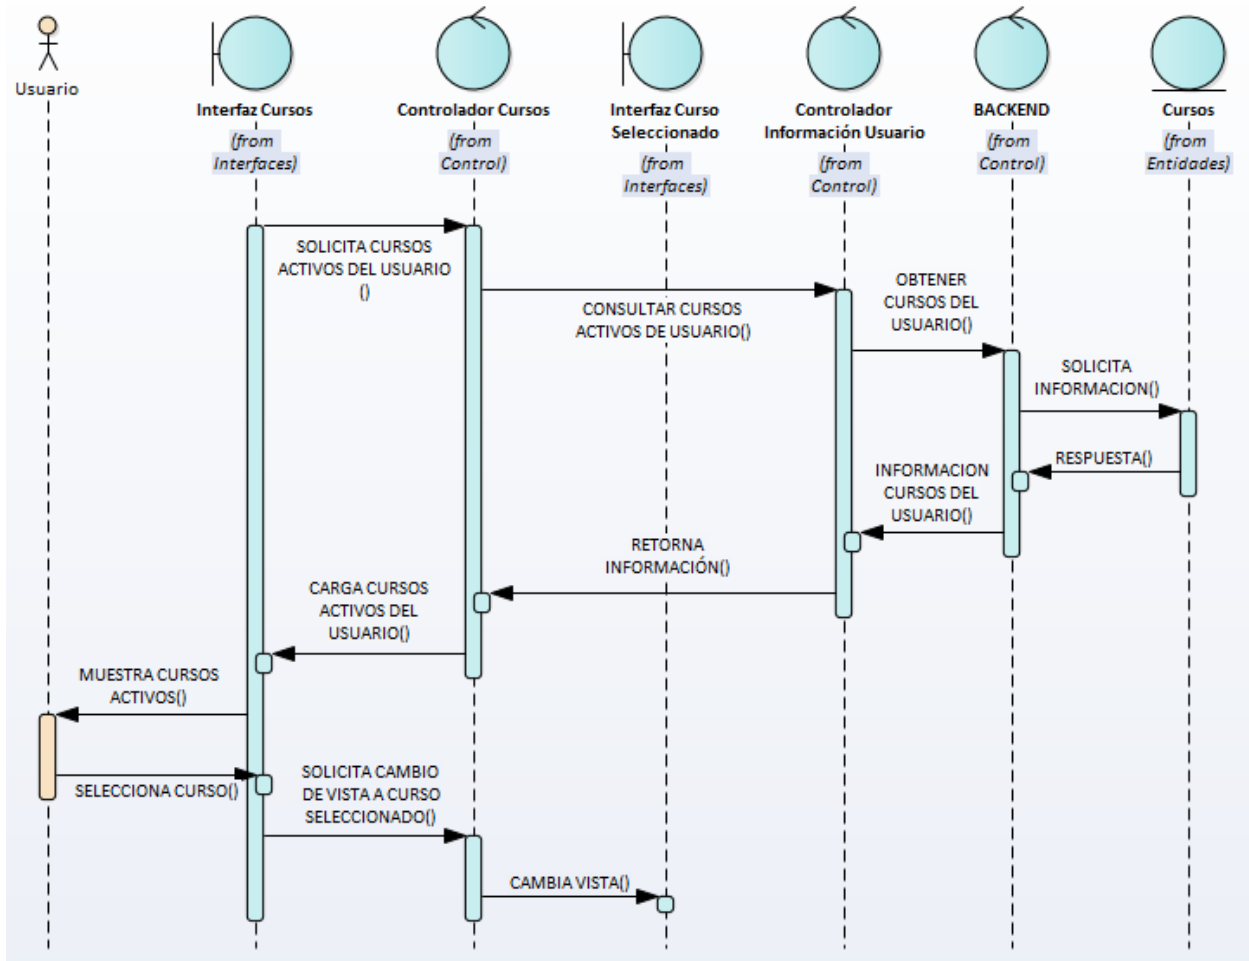 Usuario
Interfaz Cursos
(from
Interfaces)
Controlador Cursos
(from
Control)
Interfaz Curso
Seleccionado
(from
Interfaces)
Controlador
Información Usuario
(from
Control)
BACKEND
(from
Control)
Cursos
(from
Entidades)
SOLICITA CURSOS
ACTIVOS DEL USUARIO
()
CONSULTAR CURSOS
ACTIVOS DE USUARIO()
OBTENER
CURSOS DEL
USUARIO()
SOLICITA
INFORMACION()
RESPUESTA()
INFORMACION
CURSOS DEL
USUARIO()
RETORNA
INFORMACIÓN()
CARGA CURSOS
ACTIVOS DEL
USUARIO()
MUESTRA CURSOS
ACTIVOS()
SELECCIONA CURSO()
SOLICITA CAMBIO
DE VISTA A CURSO
SELECCIONADO()
CAMBIA VISTA()